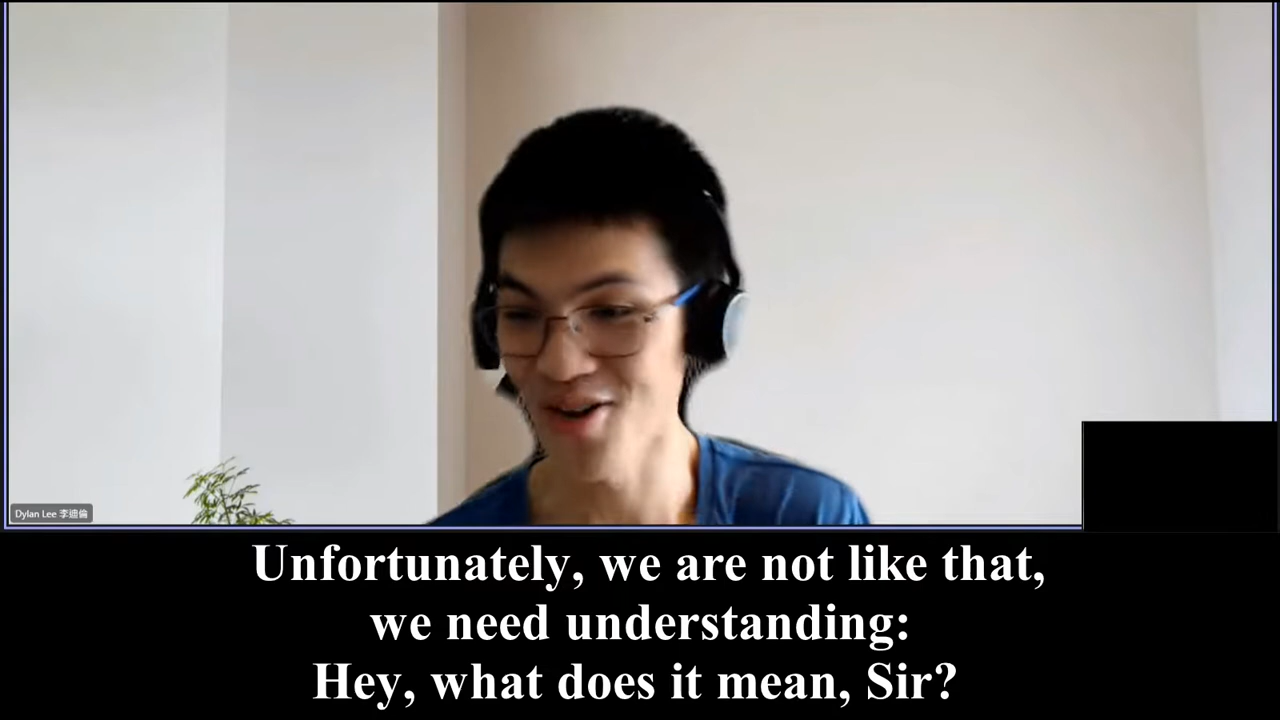 Dylan Lee 李迪倫
Unfortunately, we are not like that,
we need understanding:
Hey, what does it mean, Sir?